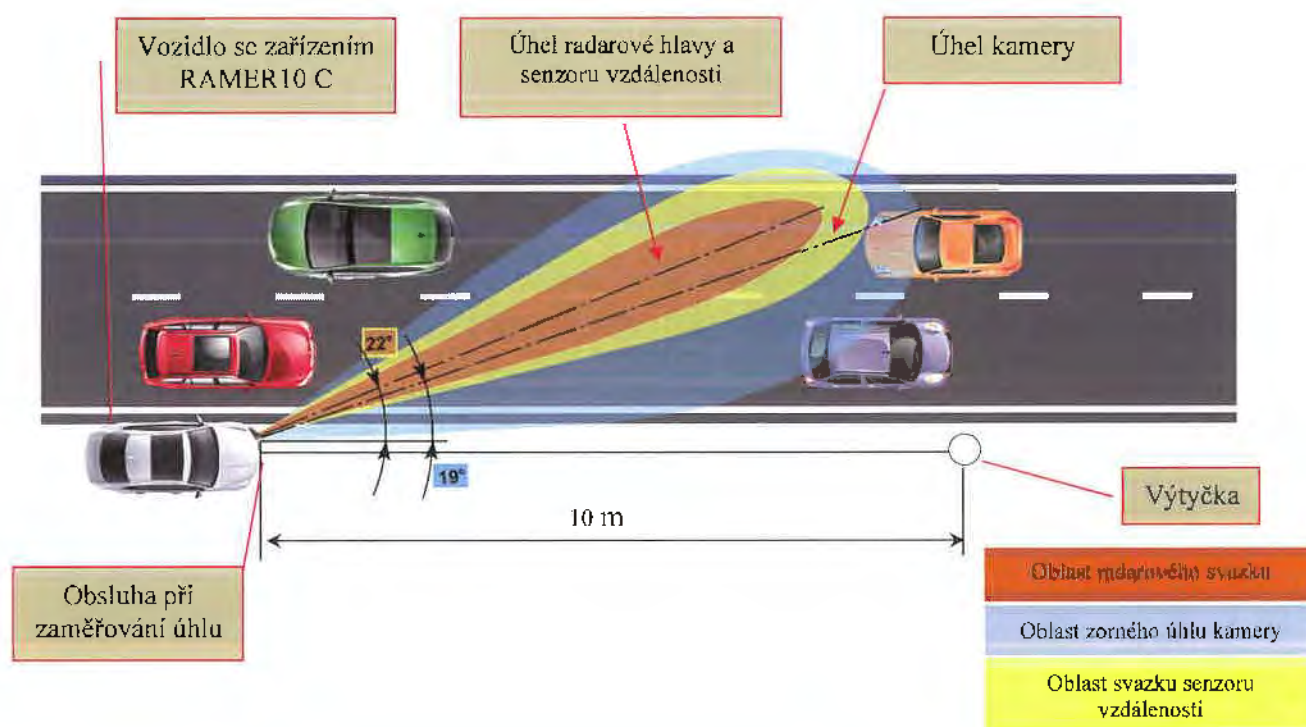 Vozidlo se zařízením
RAMER10 C
Úhel radarové hlavy a
senzoru vzdálenosti
Úhel kamery
22°
19°
Výtyčka
10 m
Obsluha při
zaměřování úhlu
Oblast radarového svazku
Oblast zorného úhlu kamery
Oblast svazku senzoru
vzdálenosti